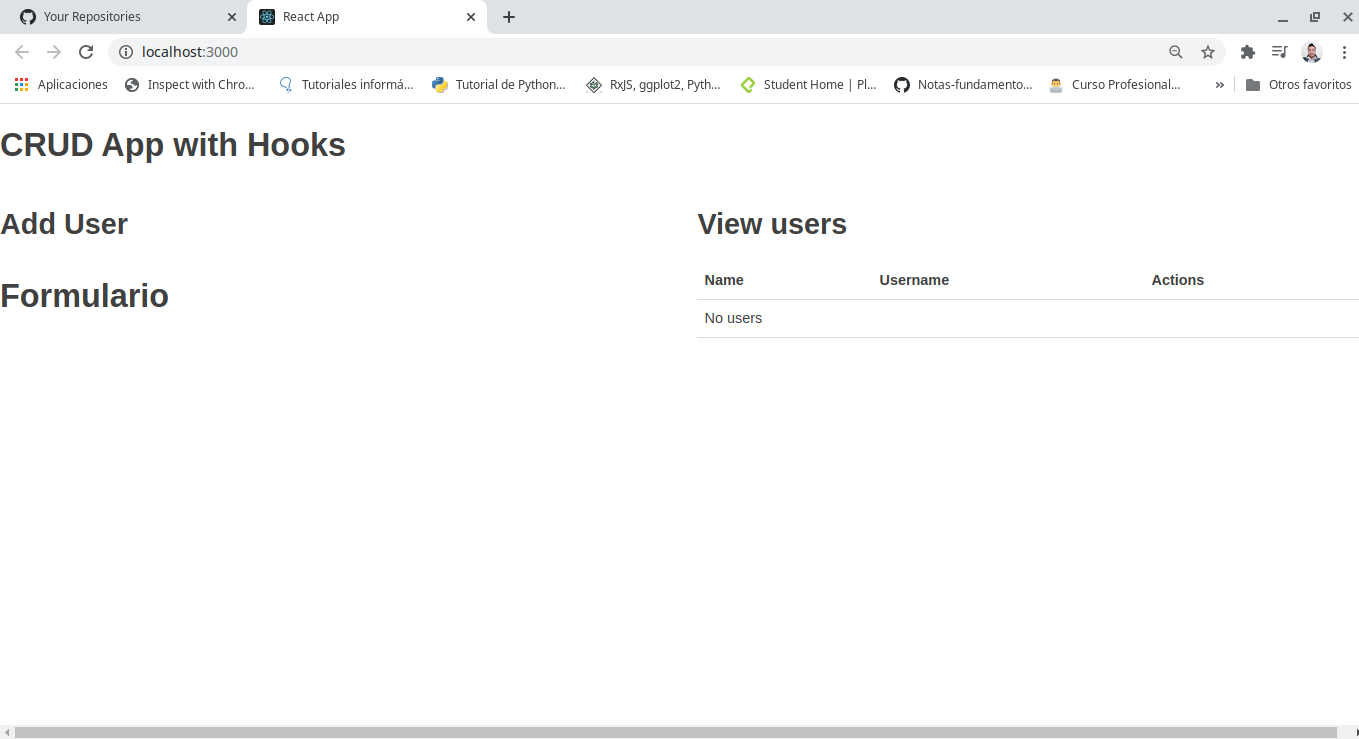 Your Repositories
React App
localhost:3000
Aplicaciones
Inspect with Chro...
Tutoriales informá...
Tutorial de Python...
RxJS, ggplot2, Pyth...
Student Home | Pl...
Notas-fundamento...
Curso Profesional...
»
Otros favoritos
CRUD App with Hooks
Add User
Formulario
View users
Name Username Actions
No users